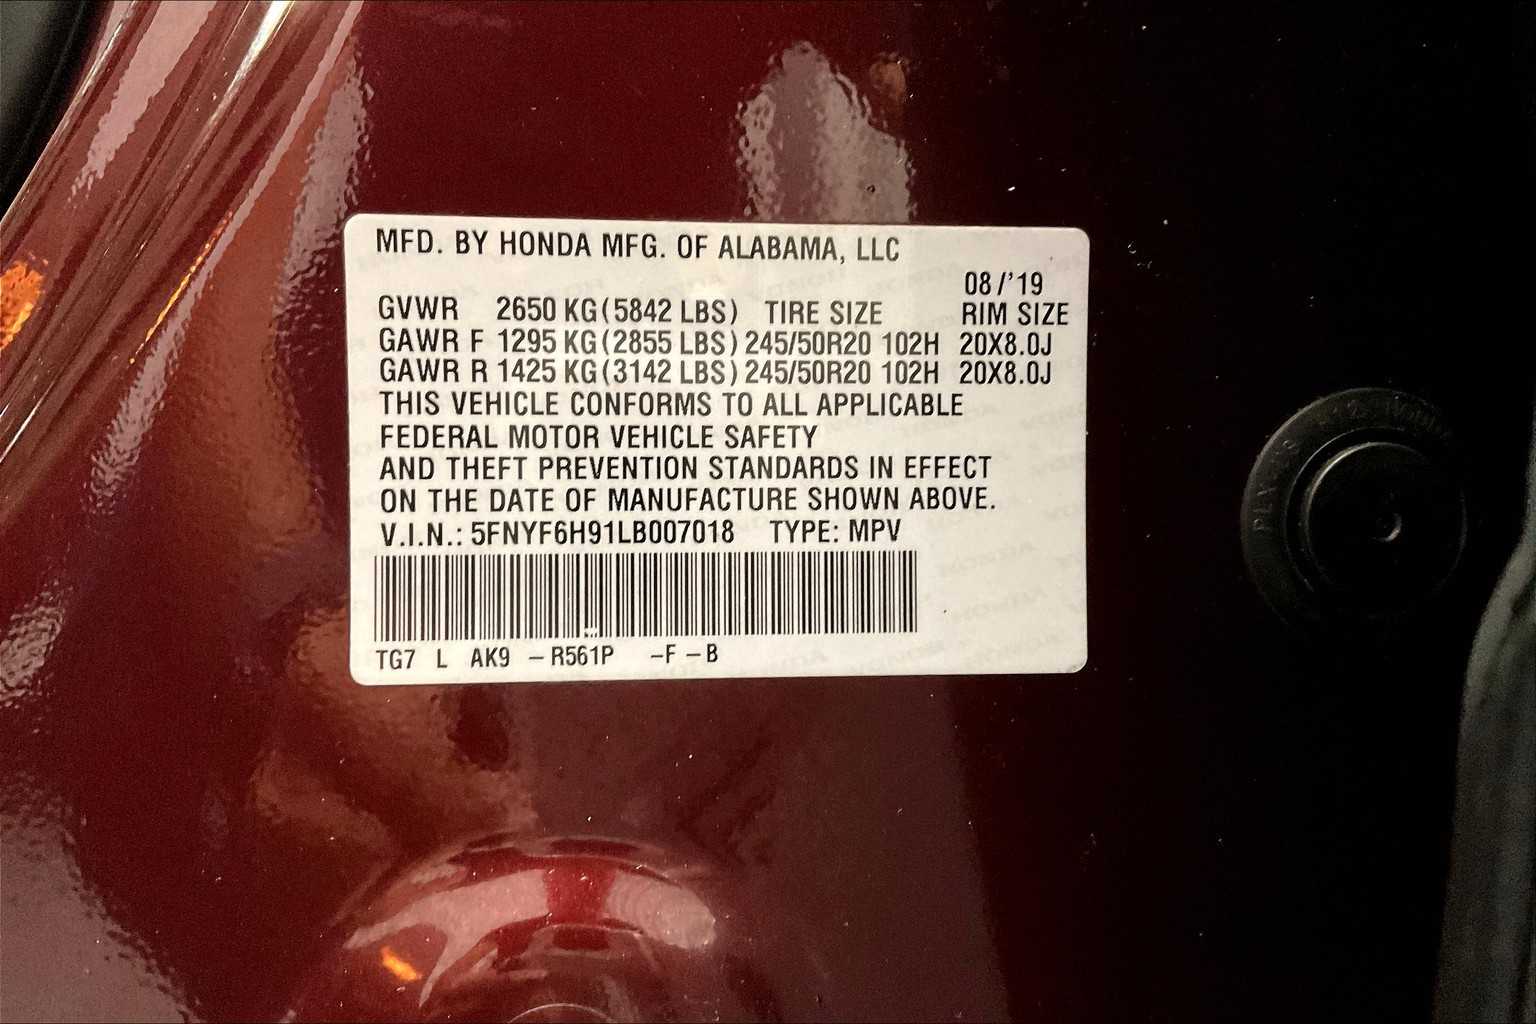 MFD. BY HONDA MFG. OF ALABAMA, LLC
08/'19
GVWR 2650 KG(5842 LBS) TIRE SIZE RIM SIZE
GAWR F 1295 KG(2855 LBS) 245/50R20 102H 20X8.0J
GAWR R 1425 KG(3142 LBS) 245/50R20 102H 20X8.0J
THIS VEHICLE CONFORMS TO ALL APPLICABLE
FEDERAL MOTOR VEHICLE SAFETY
AND THEFT PREVENTION STANDARDS IN EFFECT
ON THE DATE OF MANUFACTURE SHOWN ABOVE.
V.I.N.: 5FNYF6H91LB007018 TYPE: MPV
TG7 L AK9 -R561P -F -B